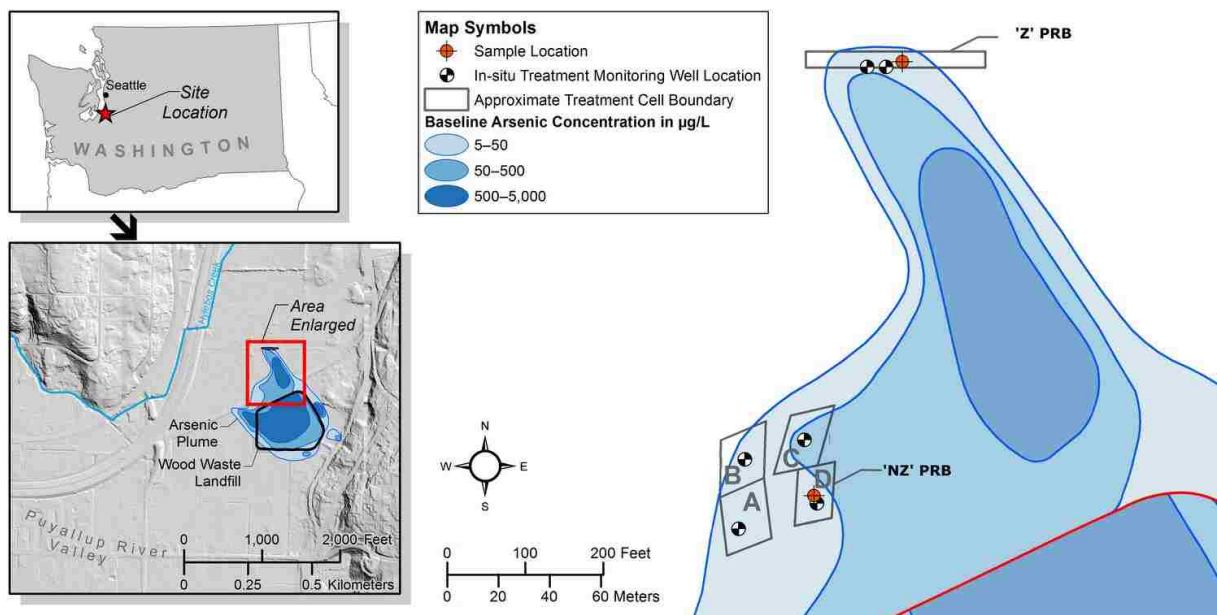 Seattle
Site
Location
WASHINGTON
Map Symbols
Sample Location
In-situ Treatment Monitoring Well Location
Approximate Treatment Cell Boundary
Baseline Arsenic Concentration in µg/L
5–50
50–500
500–5,000
'Z' PRB
Hylebos Creek
Area
Enlarged
Arsenic
Plume
Wood Waste
Landfill
Puyallup River
Valley
0 1,000 2,000 Feet
0 0.25 0.5 Kilometers
N
W E
S
0 100 200 Feet
0 20 40 60 Meters
B
C
A
D
'NZ' PRB